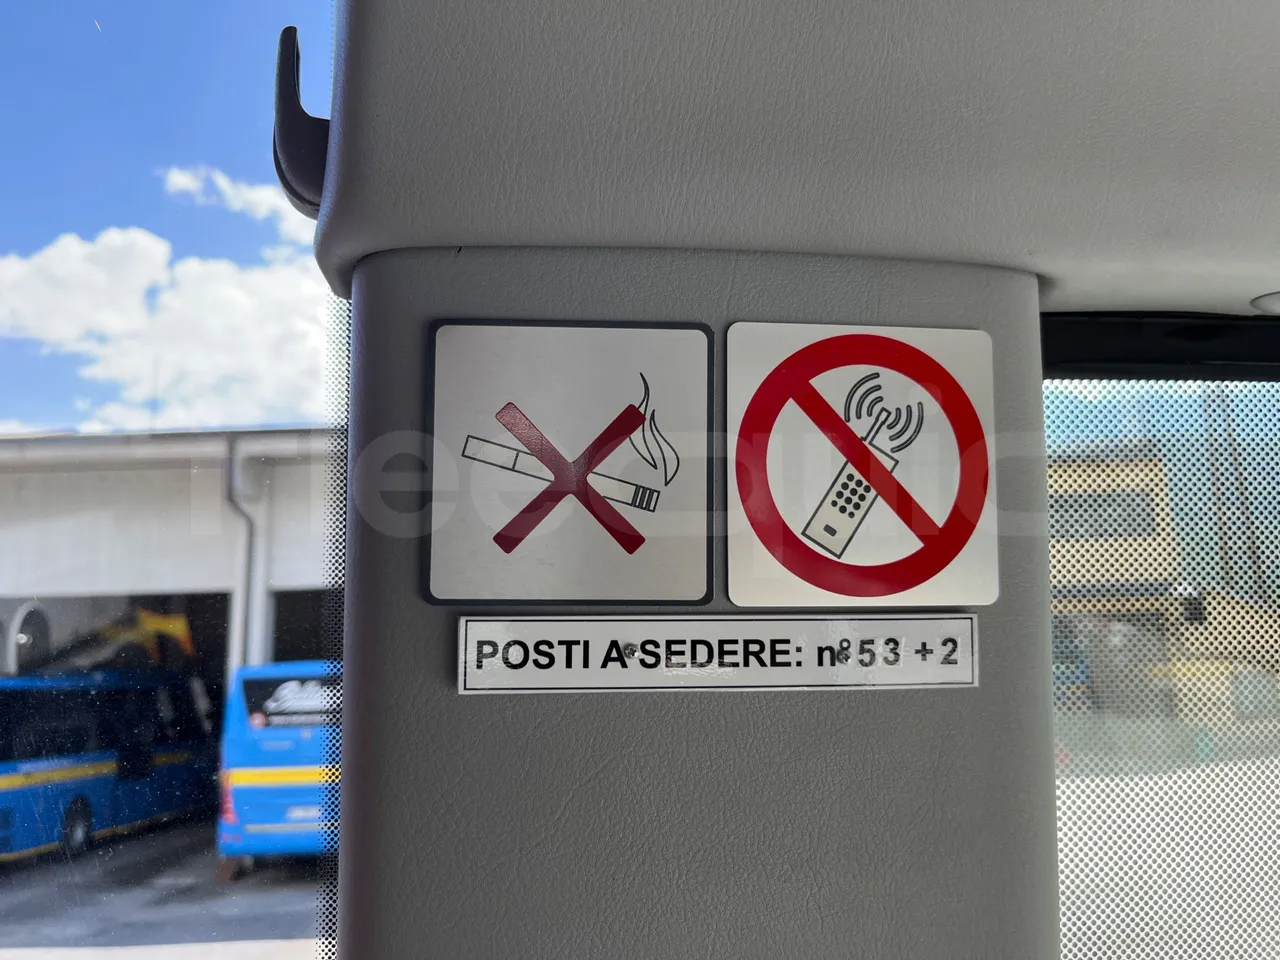 POSTI A SEDERE: n° 53 +2